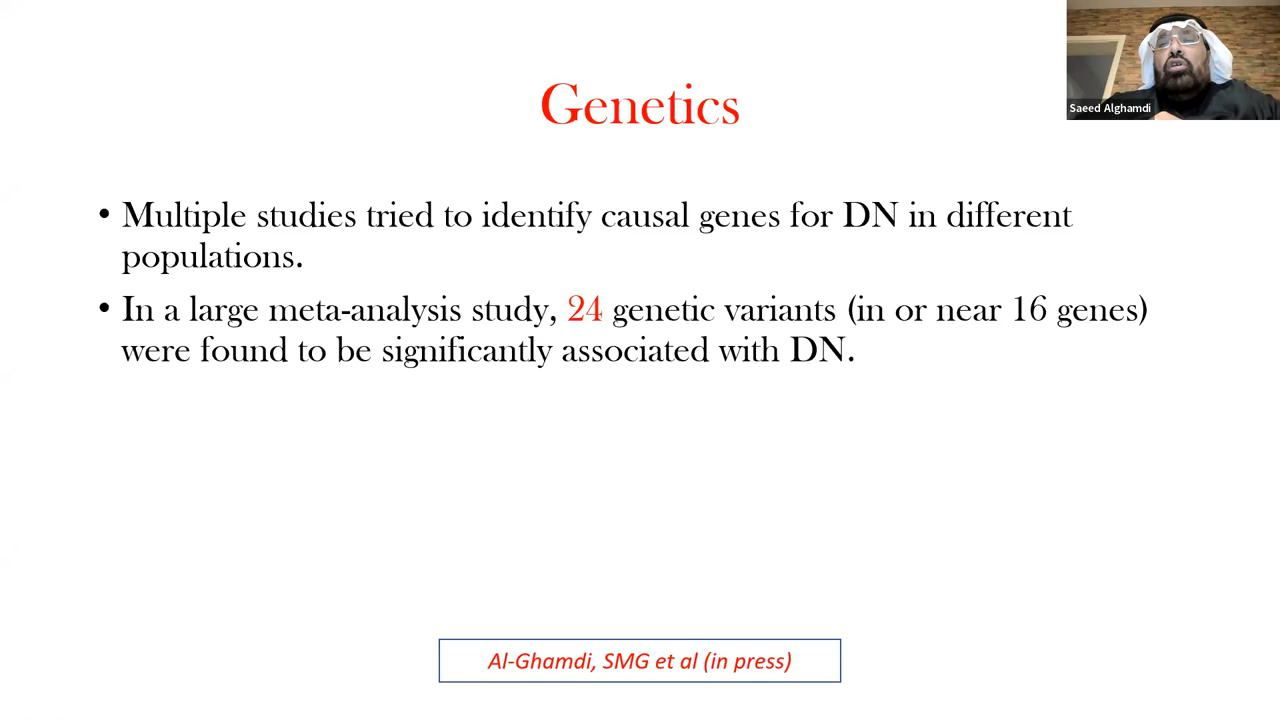 Saeed Alghamdi
Genetics
• Multiple studies tried to identify causal genes for DN in different
populations.
• In a large meta-analysis study, 24 genetic variants (in or near 16 genes)
were found to be significantly associated with DN.
Al-Ghamdi, SMG et al (in press)